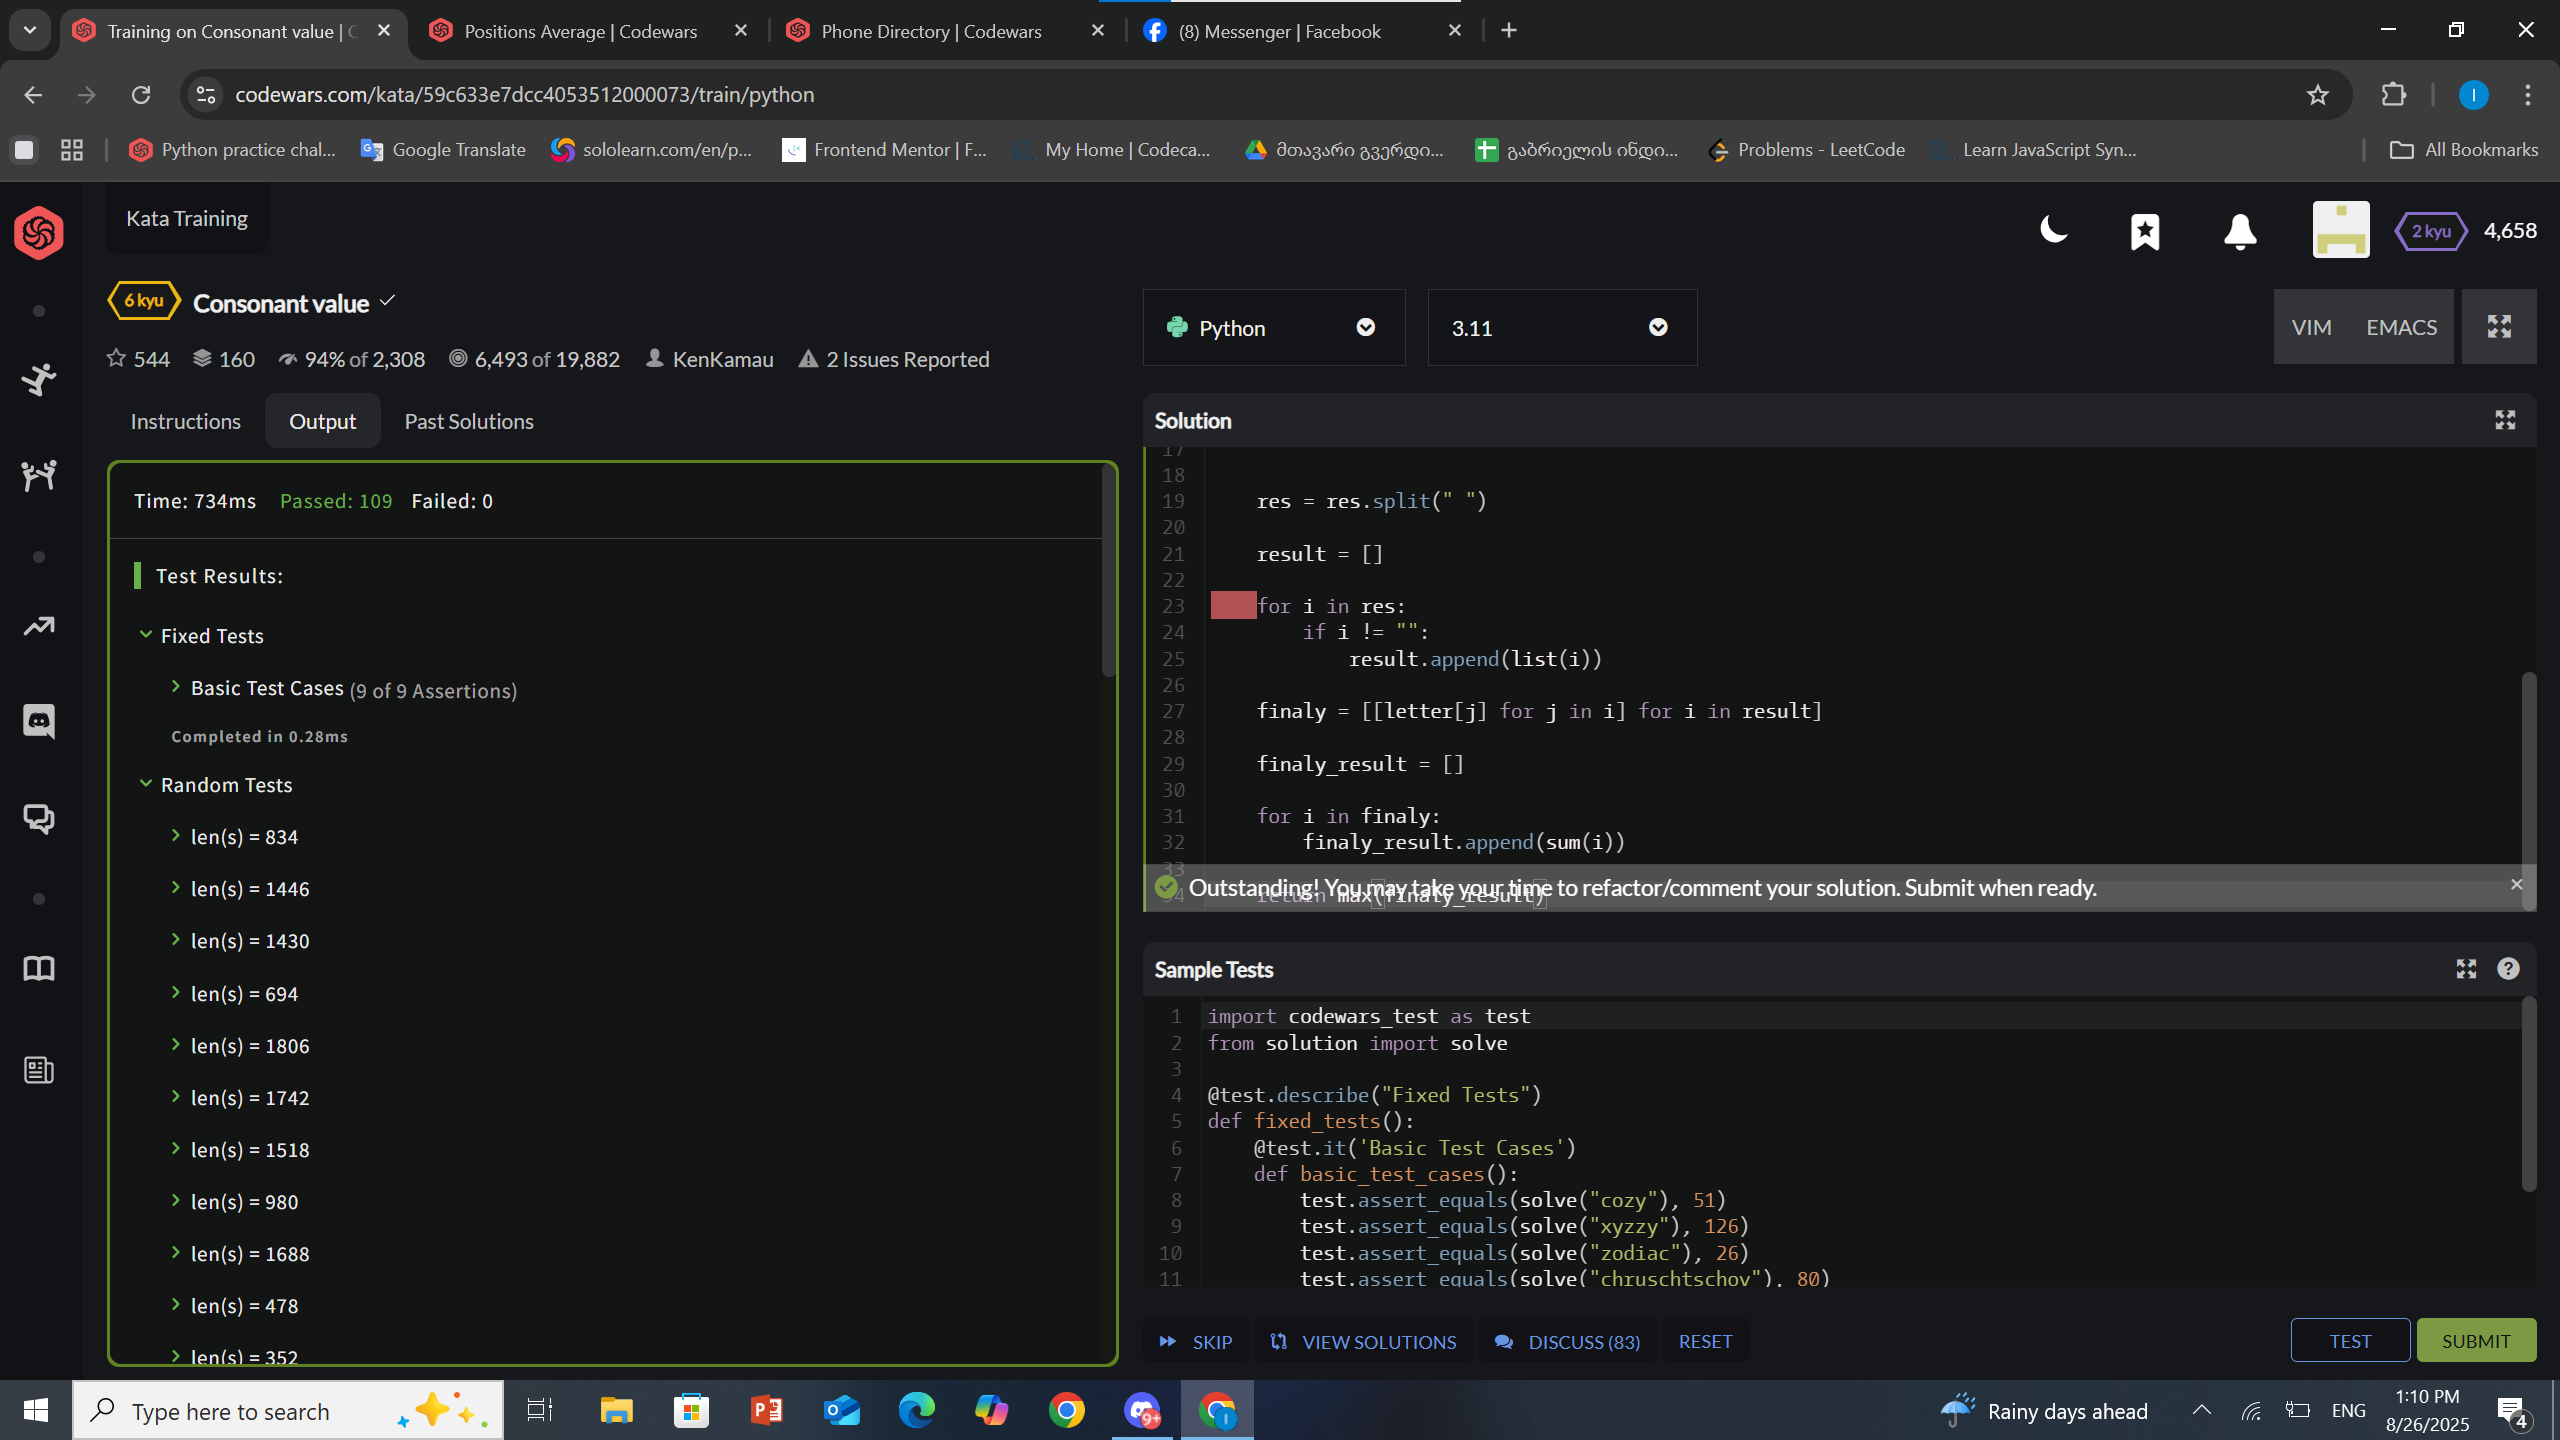 Training on Consonant value | C
Positions Average | Codewars
Phone Directory | Codewars
(8) Messenger | Facebook
codewars.com/kata/59c633e7dcc4053512000073/train/python
I
Python practice chal...
Google Translate
sololearn.com/en/p...
Frontend Mentor | F...
My Home | Codeca...
მთავარი გვერდი...
გაბრიელის ინდი...
Problems - LeetCode
Learn JavaScript Syn...
All Bookmarks
Kata Training
2 kyu
4,658
6 kyu
Consonant value
544
160
94% of 2,308
6,493 of 19,882
KenKamau
2 Issues Reported
Python
3.11
VIM
EMACS
Instructions
Output
Past Solutions
Time: 734ms Passed: 109 Failed: 0
Test Results:
Fixed Tests
Basic Test Cases (9 of 9 Assertions)
Completed in 0.28ms
Random Tests
len(s) = 834
len(s) = 1446
len(s) = 1430
len(s) = 694
len(s) = 1806
len(s) = 1742
len(s) = 1518
len(s) = 980
len(s) = 1688
len(s) = 478
len(s) = 352
Solution
17
18
19 res = res.split(" ")
20
21 result = []
22
23 for i in res:
24 if i != "":
25 result.append(list(i))
26
27 finaly = [[letter[j] for j in i] for i in result]
28
29 finaly_result = []
30
31 for i in finaly:
32 finaly_result.append(sum(i))
33
34 return max(finaly_result)
Outstanding! You may take your time to refactor/comment your solution. Submit when ready.
Sample Tests
1 import codewars_test as test
2 from solution import solve
3
4 @test.describe("Fixed Tests")
5 def fixed_tests():
6 @test.it('Basic Test Cases')
7 def basic_test_cases():
8 test.assert_equals(solve("cozy"), 51)
9 test.assert_equals(solve("xyzzy"), 126)
10 test.assert_equals(solve("zodiac"), 26)
11 test.assert_equals(solve("chruschtschov"), 80)
SKIP
VIEW SOLUTIONS
DISCUSS (83)
RESET
TEST
SUBMIT
Type here to search
9+
Rainy days ahead
ENG
1:10 PM
8/26/2025
4